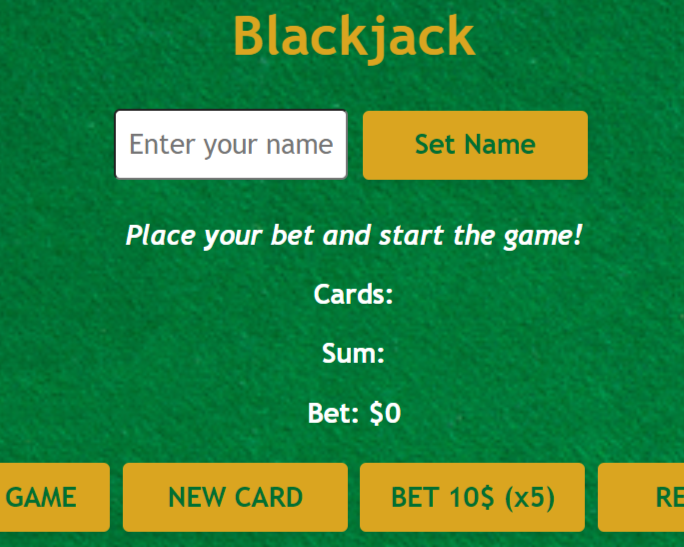 Blackjack
Enter your name
Set Name
Place your bet and start the game!
Cards:
Sum:
Bet: $0
GAME
NEW CARD
BET 10$ (x5)
RE